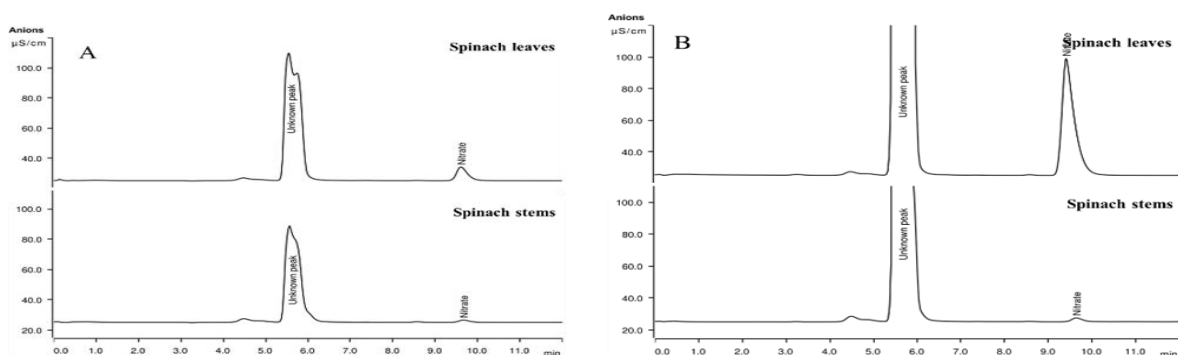 Anions
µS/cm
A
Spinach leaves
100.0
80.0
60.0
40.0
Unknown peak
Nitrate
Spinach stems
100.0
80.0
60.0
40.0
20.0
Unknown peak
Nitrate
0.0 1.0 2.0 3.0 4.0 5.0 6.0 7.0 8.0 9.0 10.0 11.0 min
Anions
µS/cm
B
Spinach leaves
100.0
80.0
60.0
40.0
Unknown peak
Nitrate
Spinach stems
100.0
80.0
60.0
40.0
20.0
Unknown peak
Nitrate
0.0 1.0 2.0 3.0 4.0 5.0 6.0 7.0 8.0 9.0 10.0 11.0 min